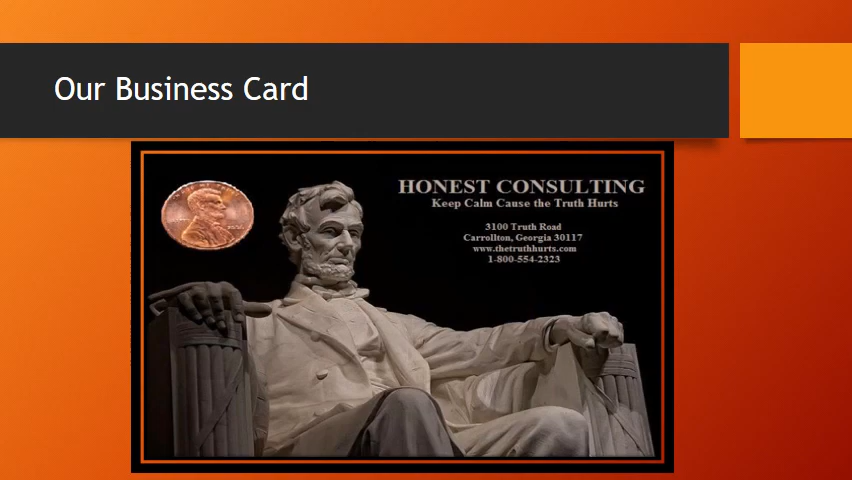 Our Business Card
HONEST CONSULTING
Keep Calm Cause the Truth Hurts
3100 Truth Road
Carrollton, Georgia 30117
www.thetruthhurts.com
1-800-554-2323